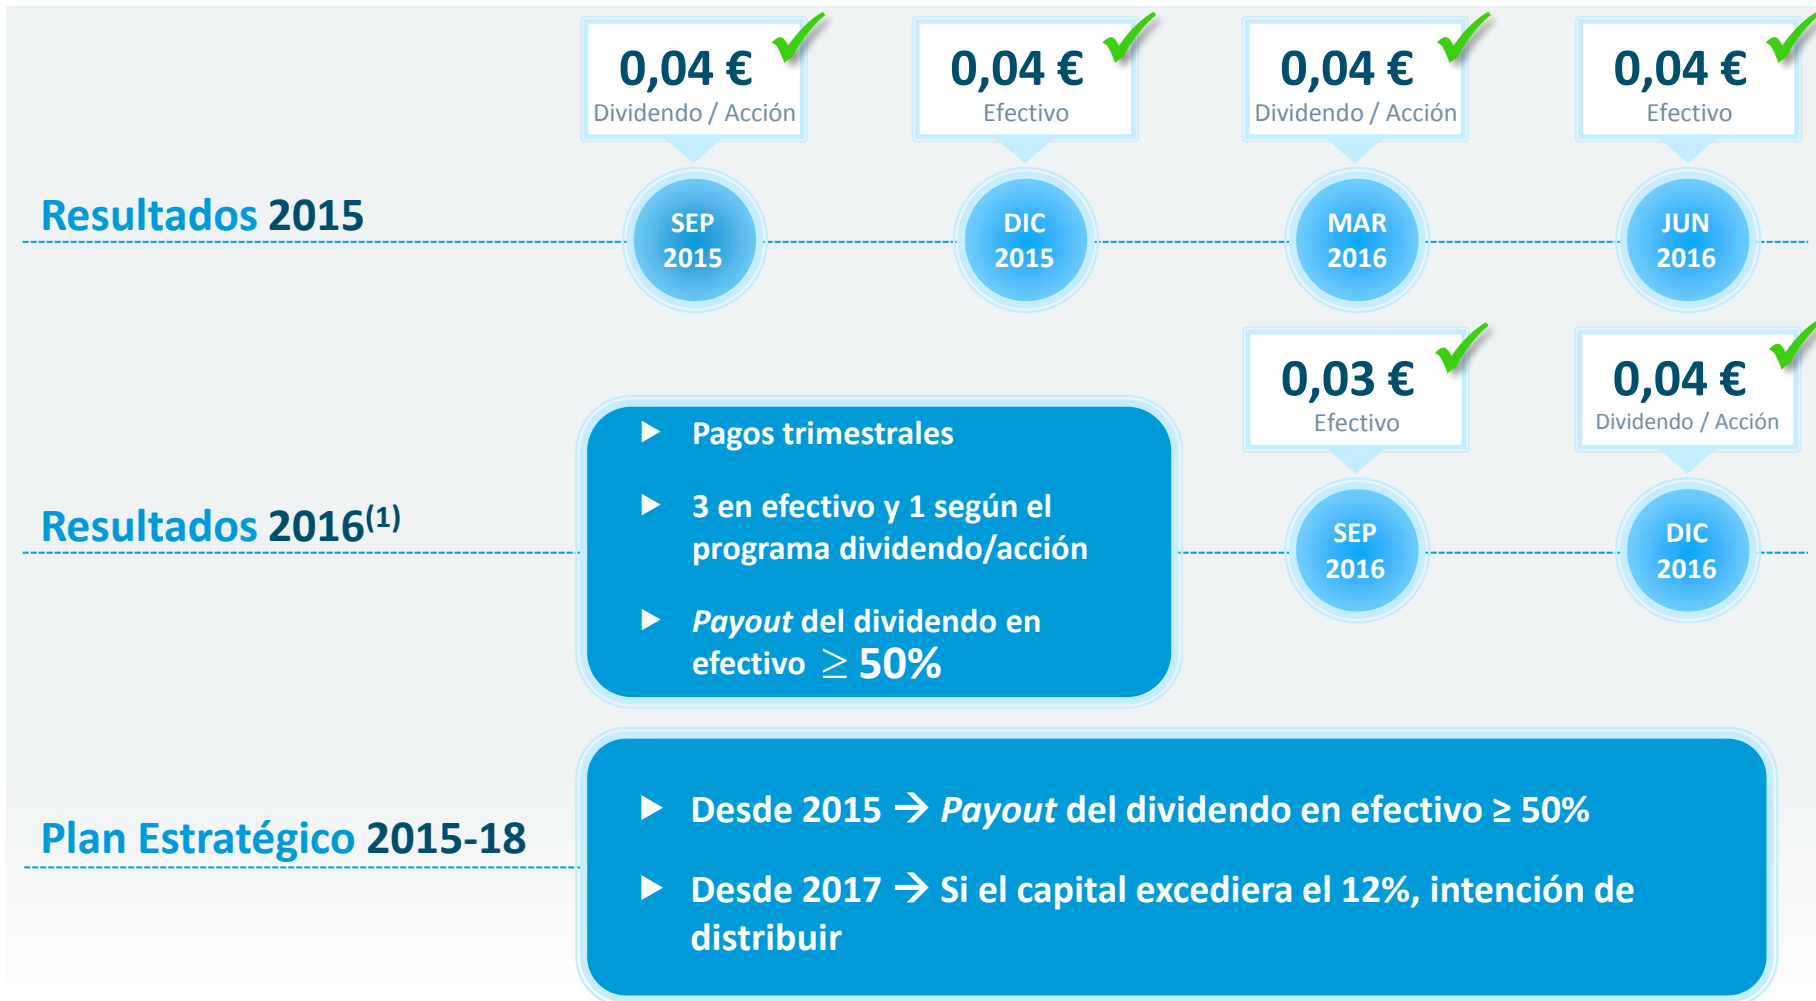 0,04 €
Dividendo / Acción
0,04 €
Efectivo
0,04 €
Dividendo / Acción
0,04 €
Efectivo
Resultados 2015
SEP
2015
DIC
2015
MAR
2016
JUN
2016
0,03 €
Efectivo
0,04 €
Dividendo / Acción
Resultados 2016(1)
► Pagos trimestrales
► 3 en efectivo y 1 según el
programa dividendo/acción
► Payout del dividendo en
efectivo ≥ 50%
SEP
2016
DIC
2016
Plan Estratégico 2015-18
► Desde 2015 → Payout del dividendo en efectivo ≥ 50%
► Desde 2017 → Si el capital excediera el 12%, intención de
distribuir